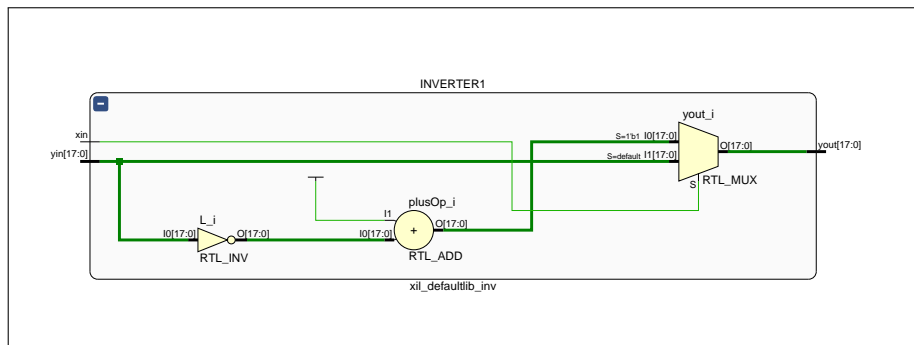 INVERTER1
yout_i
xin
S=1'b1 I0[17:0]
O[17:0]
yin[17:0]
S=default I1[17:0]
yout[17:0]
S
RTL_MUX
plusOp_i
I1
L_i
O[17:0]
I0[17:0]
O[17:0]
I0[17:0]
+
RTL_INV
RTL_ADD
xil_defaultlib_inv